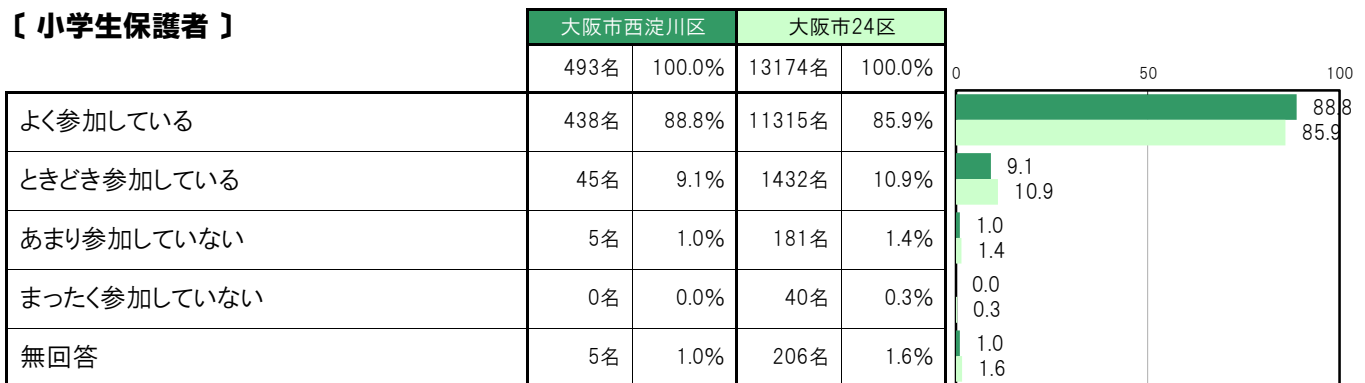 〔 小学生保護者 〕
大阪市西淀川区 大阪市24区
493名 100.0% 13174名 100.0%
0 50 100
よく参加している 438名 88.8% 11315名 85.9%
88.8
85.9
ときどき参加している 45名 9.1% 1432名 10.9%
9.1
10.9
あまり参加していない 5名 1.0% 181名 1.4%
1.0
1.4
まったく参加していない 0名 0.0% 40名 0.3%
0.0
0.3
無回答 5名 1.0% 206名 1.6%
1.0
1.6